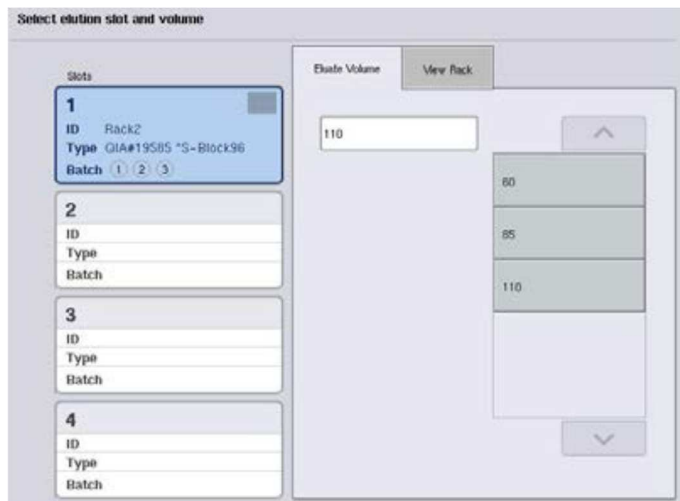 Select elution slot and volume
Slots
1
ID Rack2
Type QIA#19585 *S-Block96
Batch 1 2 3
2
ID
Type
Batch
3
ID
Type
Batch
4
ID
Type
Batch
Eluate Volume
View Rack
110
60
85
110